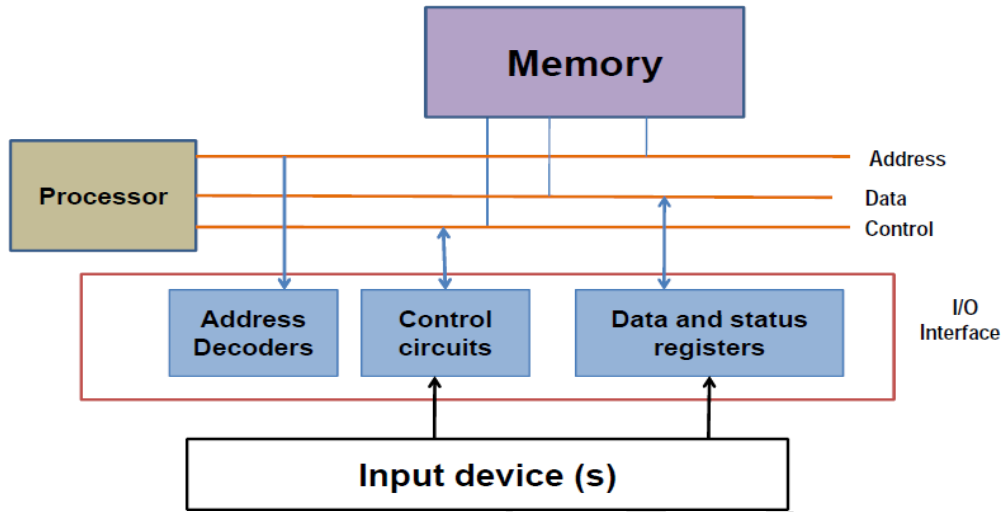 Memory
Processor
Address
Data
Control
Address
Decoders
Control
circuits
Data and status
registers
I/O
Interface
Input device (s)